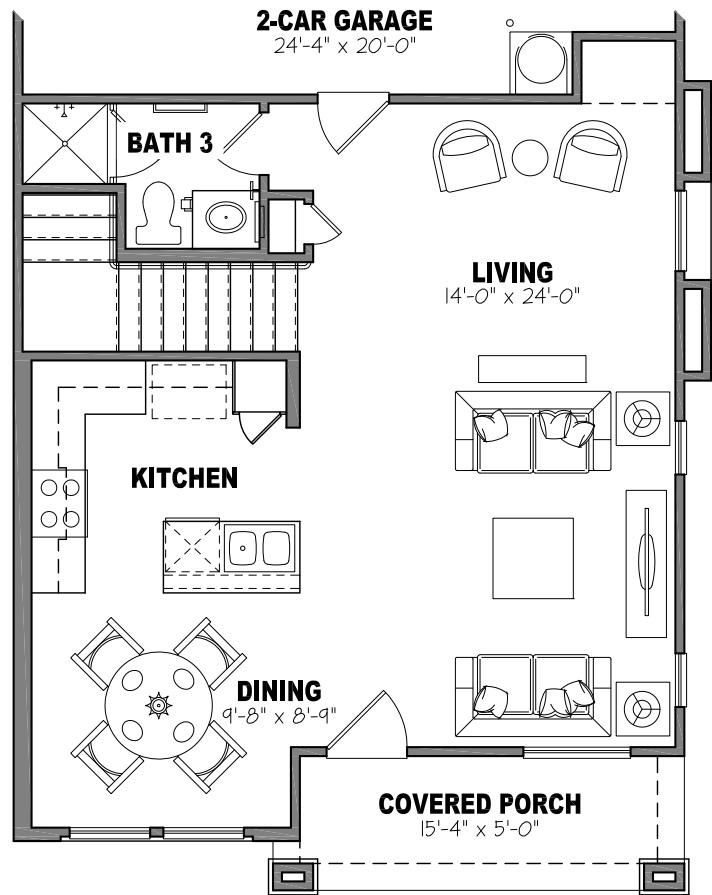 2-CAR GARAGE
24'-4" x 20'-0"
BATH 3
LIVING
14'-0" x 24'-0"
KITCHEN
DINING
9'-8" x 8'-9"
COVERED PORCH
15'-4" x 5'-0"